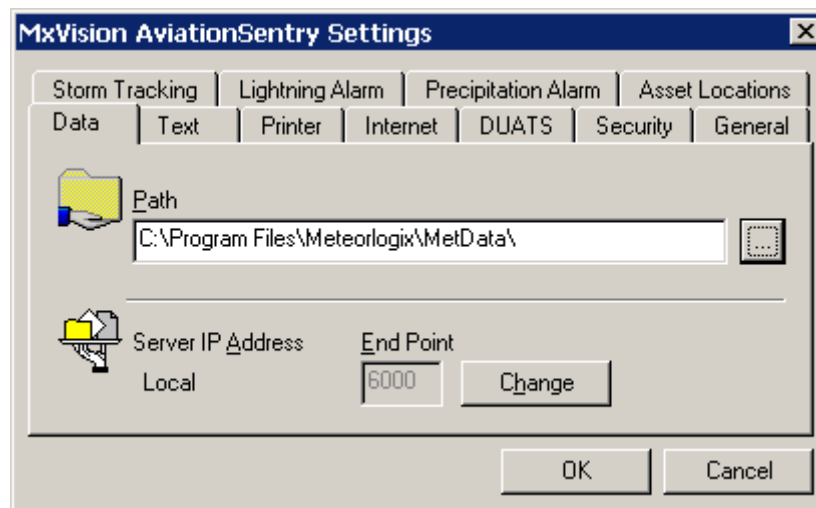 MxVision AviationSentry Settings
Storm Tracking Lightning Alarm Precipitation Alarm Asset Locations
Data Text Printer Internet DUATS Security General
Path
C:\Program Files\Meteorlogix\MetData\
...
Server IP Address End Point
Local 6000 Change
OK Cancel